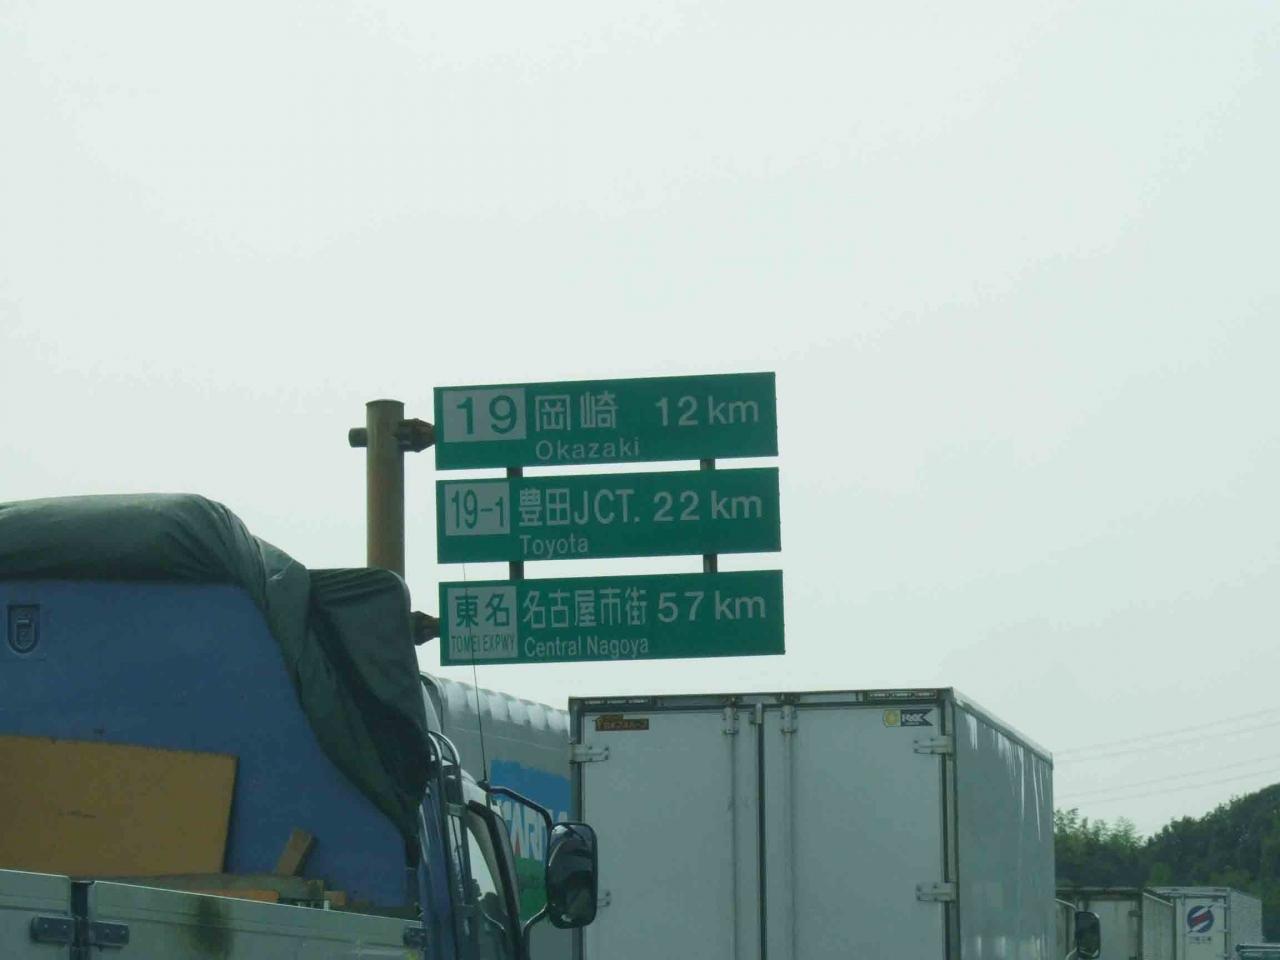 19 岡崎 12 km
Okazaki
19-1 豊田JCT. 22 km
Toyota
東名 名古屋市街 57 km
TOMEI EXPWY Central Nagoya